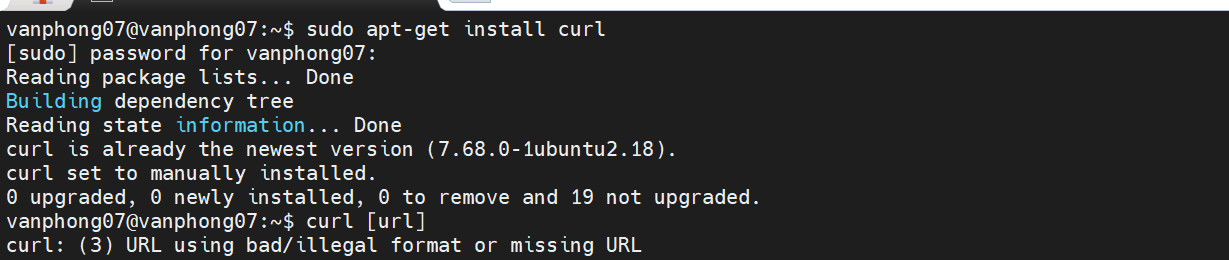 vanphong07@vanphong07:~$ sudo apt-get install curl
[sudo] password for vanphong07:
Reading package lists... Done
Building dependency tree
Reading state information... Done
curl is already the newest version (7.68.0-1ubuntu2.18).
curl set to manually installed.
0 upgraded, 0 newly installed, 0 to remove and 19 not upgraded.
vanphong07@vanphong07:~$ curl [url]
curl: (3) URL using bad/illegal format or missing URL